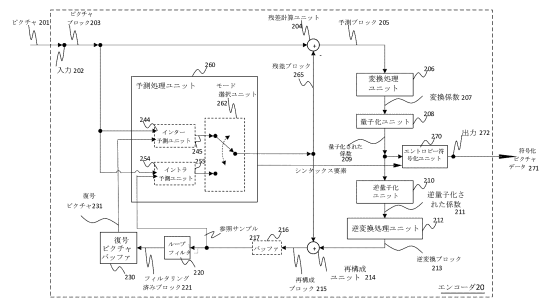 ピクチャ 201
ピクチャ
ブロック203
入力 202
残差計算ユニット
204
予測ブロック 205
残差ブロック
265
260
予測処理ユニット
モード
選択ユニット
262
244
インター
予測ユニット
245
254
イントラ
予測ユニット
255
206
変換処理
ユニット
変換係数 207
208
量子化ユニット
量子化された
係数
209
270
エントロピー符
号化ユニット
出力 272
符号化
ピクチャ
データ 271
シンタックス要素
210
逆量子化ユ
ニット
逆量子化さ
れた係数
211
212
逆変換処理ユニット
逆変換ブロック
213
再構成
ユニット 214
再構成
ブロック 215
参照サンプル
217
216
バッファ
ループ
フィルタ
220
フィルタリング
済みブロック221
復号
ピクチャ231
復号
ピクチャ
バッファ
230
エンコーダ20